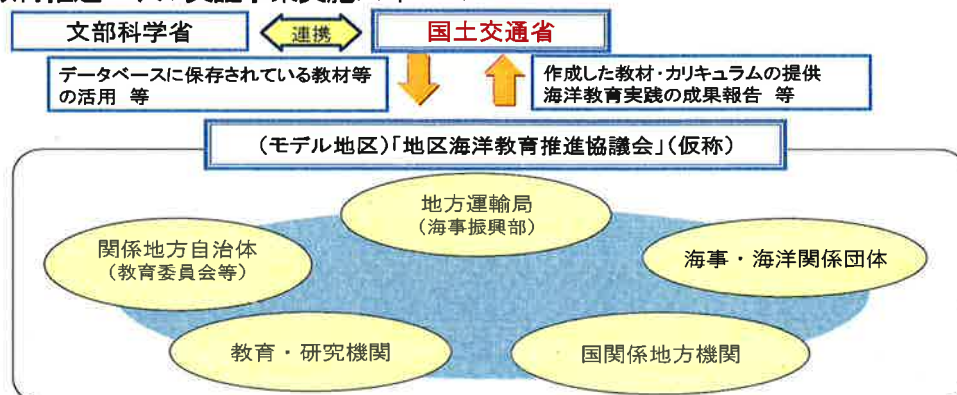 文部科学省
連携
国土交通省
データベースに保存されている教材等
の活用 等
作成した教材・カリキュラムの提供
海洋教育実践の成果報告 等
(モデル地区)「地区海洋教育推進協議会」(仮称)
地方運輸局
(海事振興部)
関係地方自治体
(教育委員会等)
海事・海洋関係団体
教育・研究機関
国関係地方機関